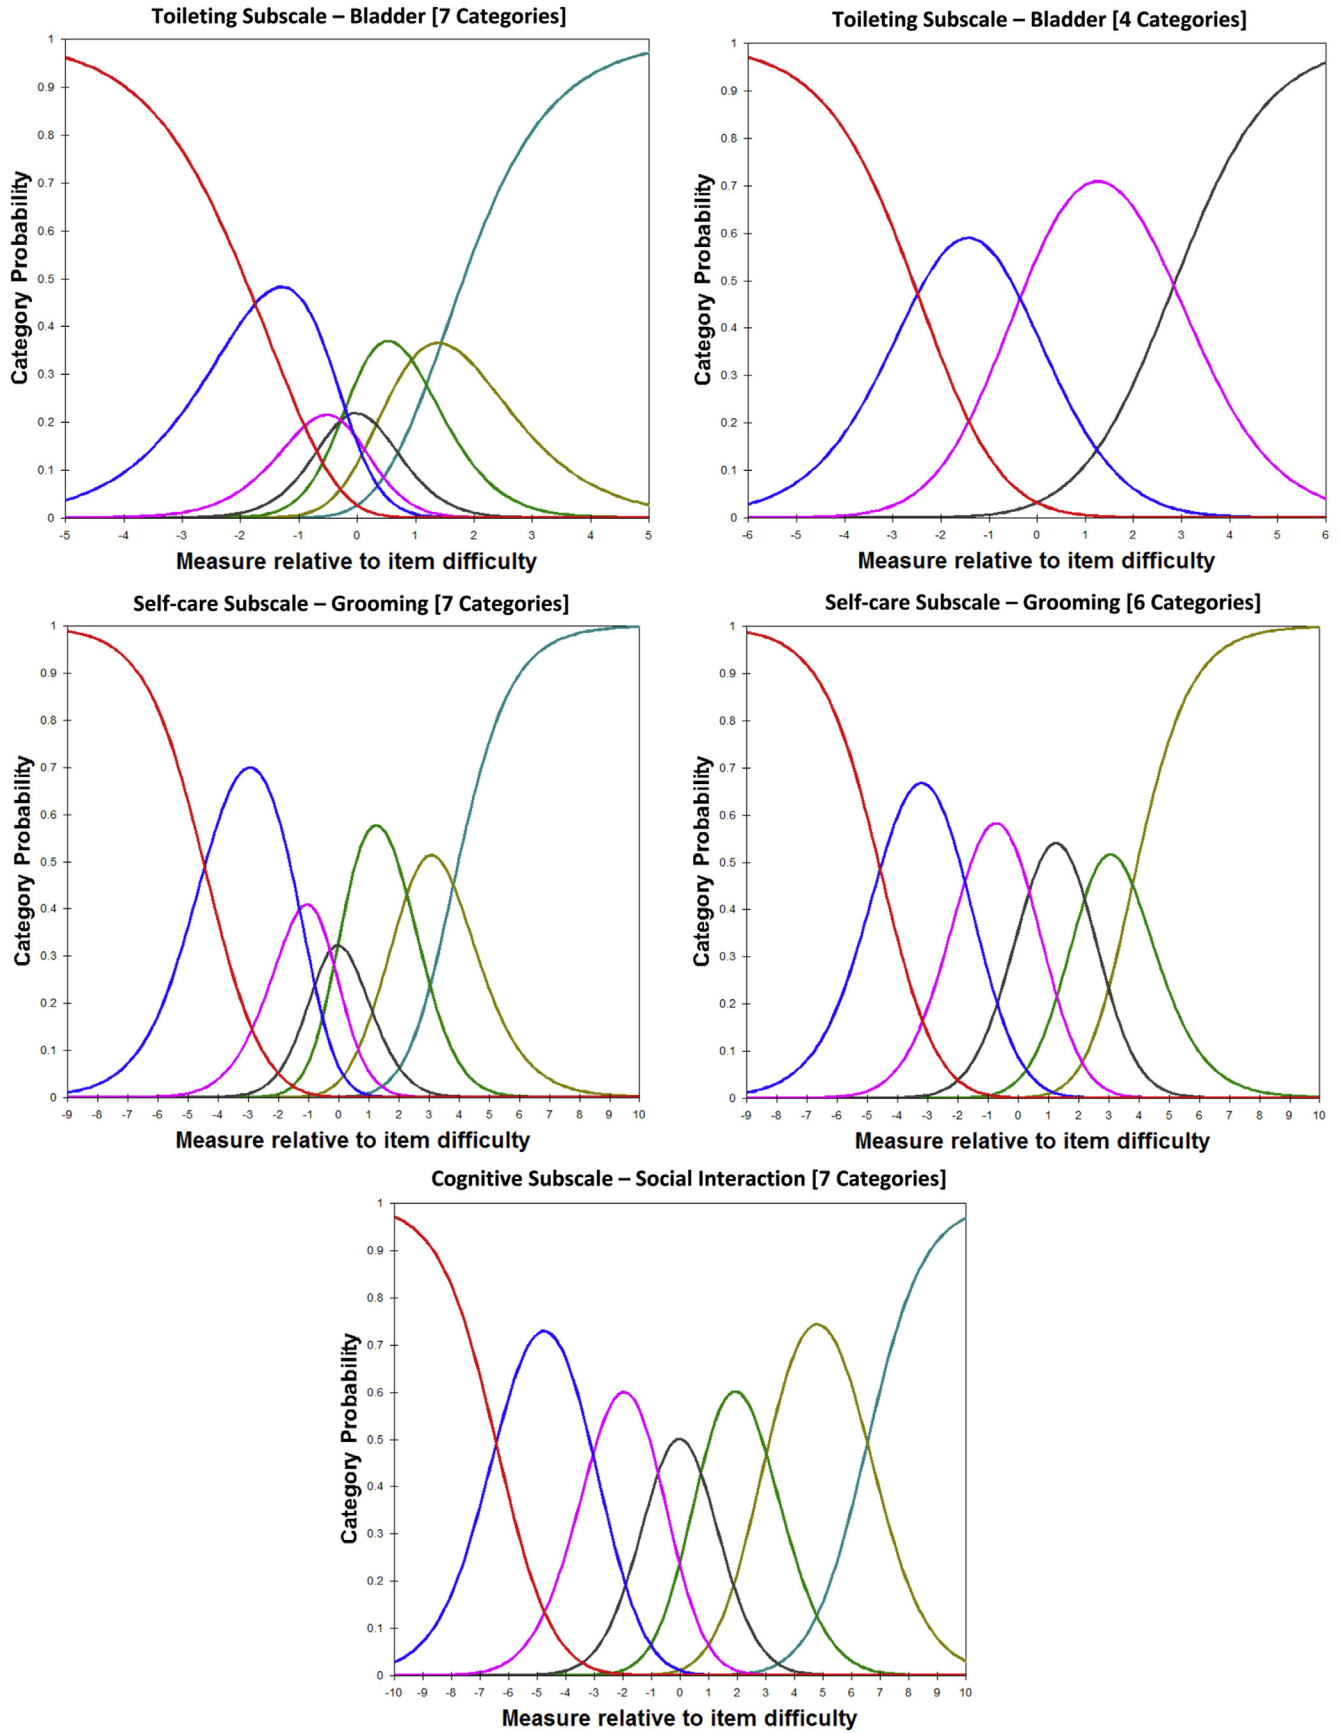 Toileting Subscale – Bladder [7 Categories]
Category Probability
1
0.9
0.8
0.7
0.6
0.5
0.4
0.3
0.2
0.1
0
-5 -4 -3 -2 -1 0 1 2 3 4 5
Measure relative to item difficulty
Toileting Subscale – Bladder [4 Categories]
Category Probability
1
0.9
0.8
0.7
0.6
0.5
0.4
0.3
0.2
0.1
0
-6 -5 -4 -3 -2 -1 0 1 2 3 4 5 6
Measure relative to item difficulty
Self-care Subscale – Grooming [7 Categories]
Category Probability
1
0.9
0.8
0.7
0.6
0.5
0.4
0.3
0.2
0.1
0
-9 -8 -7 -6 -5 -4 -3 -2 -1 0 1 2 3 4 5 6 7 8 9 10
Measure relative to item difficulty
Self-care Subscale – Grooming [6 Categories]
Category Probability
1
0.9
0.8
0.7
0.6
0.5
0.4
0.3
0.2
0.1
0
-9 -8 -7 -6 -5 -4 -3 -2 -1 0 1 2 3 4 5 6 7 8 9 10
Measure relative to item difficulty
Cognitive Subscale – Social Interaction [7 Categories]
Category Probability
1
0.9
0.8
0.7
0.6
0.5
0.4
0.3
0.2
0.1
0
-10 -9 -8 -7 -6 -5 -4 -3 -2 -1 0 1 2 3 4 5 6 7 8 9 10
Measure relative to item difficulty